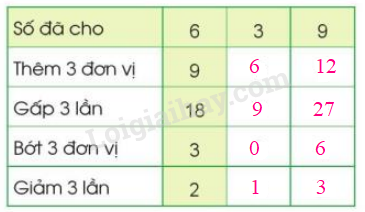 Số đã cho 6 3 9
Thêm 3 đơn vị 9 6 12
Gấp 3 lần 18 9 27
Bớt 3 đơn vị 3 0 6
Giảm 3 lần 2 1 3
Loigiaihay.com